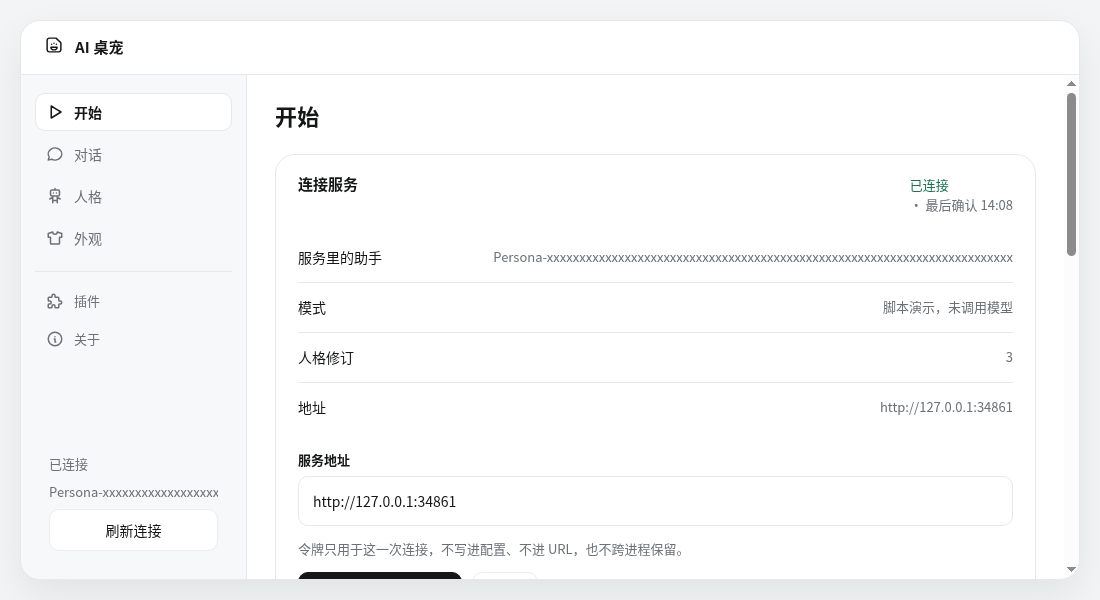 AI 桌宠
开始
对话
人格
外观
插件
关于
已连接
Persona-xxxxxxxxxxxxxxxxxx
刷新连接
开始
连接服务
已连接
· 最后确认 14:08
服务里的助手
Persona-xxxxxxxxxxxxxxxxxxxxxxxxxxxxxxxxxxxxxxxxxxxxxxxxxxxxxxxxxxxxxxxxxxxxxxxx
模式
脚本演示，未调用模型
人格修订
3
地址
http://127.0.0.1:34861
服务地址
http://127.0.0.1:34861
令牌只用于这一次连接，不写进配置、不进 URL，也不跨进程保留。